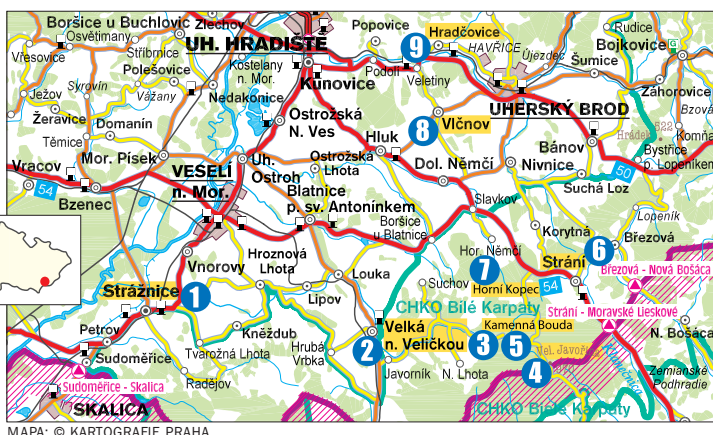 Boršice u Buchlovic
Zlechov
Osvětimany
Vřesovice
Stříbrnice
Polešovice
UH. HRADIŠTĚ
Popovice
9
Hradčovice
HAVŘICE
Újezdec
Rudice
Bojkovice
Šumice
Kostelany
n. Mor.
Kunovice
Podolí
Veletiny
Ježov
Syrovín
Vážany
Nedakonice
Záhorovice
Žeravice
Domanín
Ostrožská
N. Ves
8
Vlčnov
UHERSKÝ BROD
Bzová
Těmice
Hluk
Hrádek 622
Komňa
Mor. Písek
Uh.
Ostroh
Ostrožská
Lhota
Dol. Němčí
Bánov
Nivnice
Bystřice
p. Lopeníkem
Vracov
VESELÍ
n. Mor.
50
54
Bzenec
Blatnice
p. sv. Antonínkem
Slavkov
Suchá Loz
Boršice
u Blatnice
Lopeník
Korytná
Hor. Němčí
6
Březová
Vnorovy
Hroznová
Lhota
Louka
7
Strání
Březová - Nová Bošáca
Strážnice
1
Suchov
Horní Kopec
54
Lipov
CHKO Bílé Karpaty
Strání - Moravské Lieskové
Petrov
Kněždub
2
Velká
n. Veličkou
Kamenná Bouda
3
5
N. Bošáca
Sudoměřice
Tvarožná Lhota
Hrubá
Vrbka
Javorník
N. Lhota
Vel. Javořina
4
Klanečnica
Zemianske
Podhradie
Sudoměřice - Skalica
Radějov
SKALICA
CHKO Bílé Karpaty
MAPA: © KARTOGRAFIE PRAHA